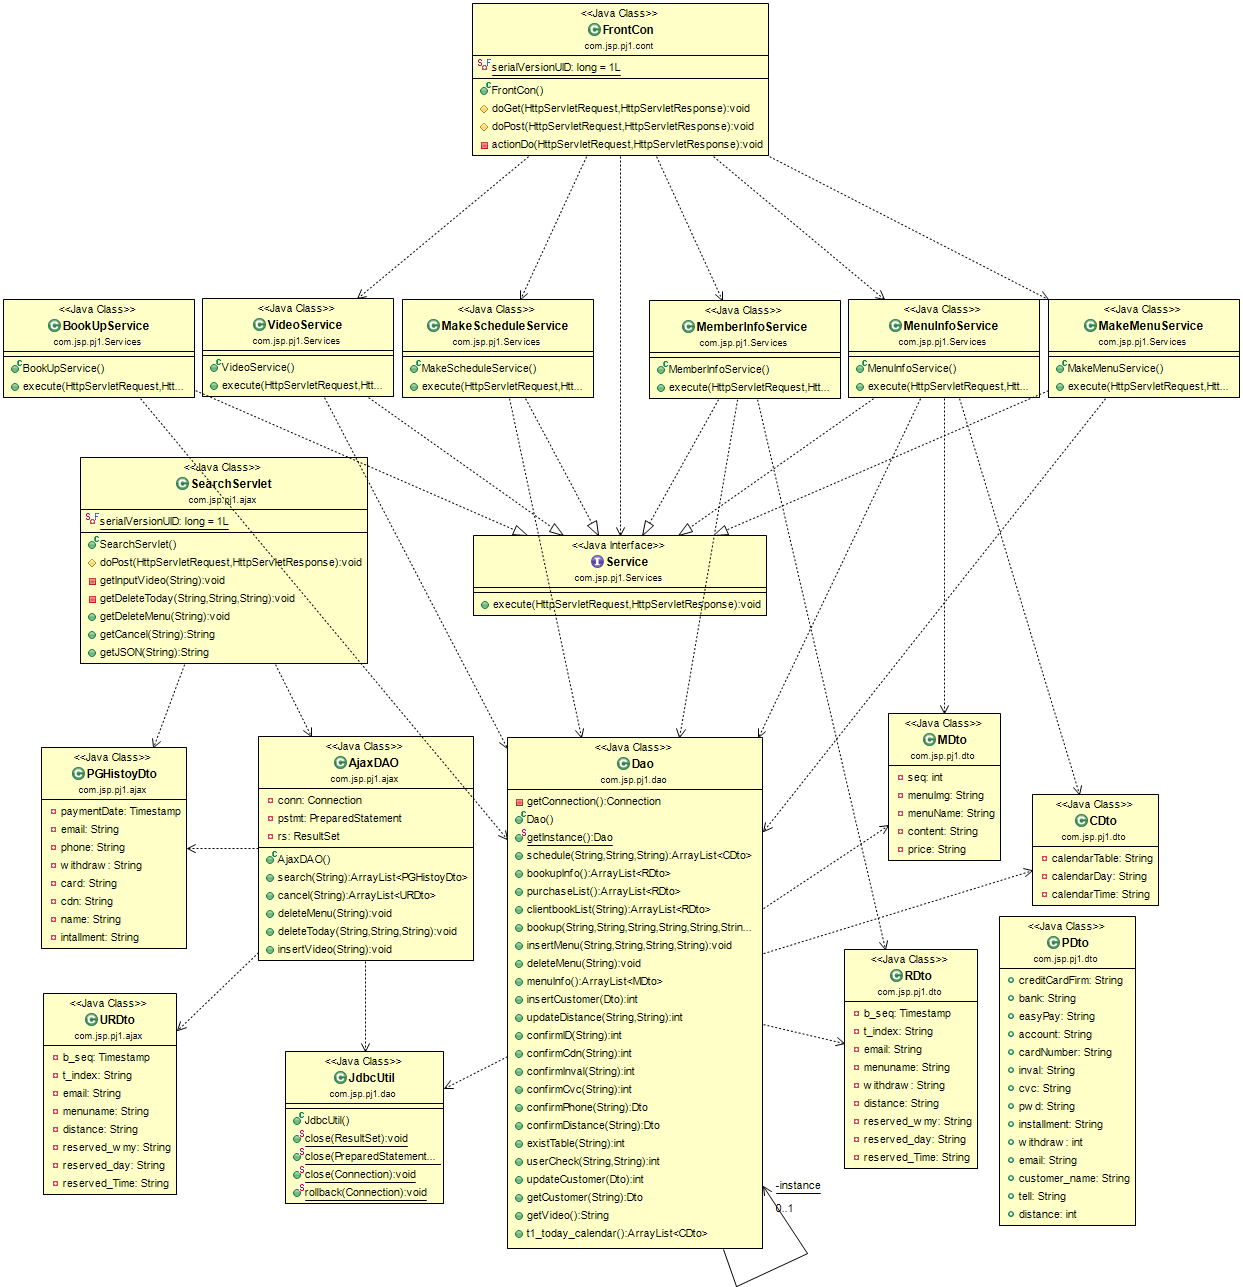 <<Java Class>>
FrontCon
com.jsp.pj1.cont
serialVersionUID: long = 1L
FrontCon()
doGet(HttpServletRequest,HttpServletResponse):void
doPost(HttpServletRequest,HttpServletResponse):void
actionDo(HttpServletRequest,HttpServletResponse):void
<<Java Class>>
BookUpService
com.jsp.pj1.Services
BookUpService()
execute(HttpServletRequest,Htt...
<<Java Class>>
VideoService
com.jsp.pj1.Services
VideoService()
execute(HttpServletRequest,Htt...
<<Java Class>>
MakeScheduleService
com.jsp.pj1.Services
MakeScheduleService()
execute(HttpServletRequest,Htt...
<<Java Class>>
MemberInfoService
com.jsp.pj1.Services
MemberInfoService()
execute(HttpServletRequest,Htt...
<<Java Class>>
MenuInfoService
com.jsp.pj1.Services
MenuInfoService()
execute(HttpServletRequest,Htt...
<<Java Class>>
MakeMenuService
com.jsp.pj1.Services
MakeMenuService()
execute(HttpServletRequest,Htt...
<<Java Class>>
SearchServlet
com.jsp.pj1.ajax
serialVersionUID: long = 1L
SearchServlet()
doPost(HttpServletRequest,HttpServletResponse):void
getInputVideo(String):void
getDeleteToday(String,String,String):void
getDeleteMenu(String):void
getCancel(String):String
getJSON(String):String
<<Java Interface>>
Service
com.jsp.pj1.Services
execute(HttpServletRequest,HttpServletResponse):void
<<Java Class>>
PGHistoyDto
com.jsp.pj1.ajax
paymentDate: Timestamp
email: String
phone: String
withdraw: String
card: String
cdn: String
name: String
intallment: String
<<Java Class>>
AjaxDAO
com.jsp.pj1.ajax
conn: Connection
pstmt: PreparedStatement
rs: ResultSet
AjaxDAO()
search(String):ArrayList<PGHistoyDto>
cancel(String):ArrayList<URDto>
deleteMenu(String):void
deleteToday(String,String,String):void
insertVideo(String):void
<<Java Class>>
Dao
com.jsp.pj1.dao
getConnection():Connection
Dao()
getInstance():Dao
schedule(String,String,String):ArrayList<CDto>
bookupInfo():ArrayList<RDto>
purchaseList():ArrayList<RDto>
clientbookList(String):ArrayList<RDto>
bookup(String,String,String,String,String,Strin...
insertMenu(String,String,String,String):void
deleteMenu(String):void
menuInfo():ArrayList<MDto>
insertCustomer(Dto):int
updateDistance(String,String):int
confirmID(String):int
confirmCdn(String):int
confirmInval(String):int
confirmCvc(String):int
confirmPhone(String):Dto
confirmDistance(String):Dto
existTable(String):int
userCheck(String,String):int
updateCustomer(Dto):int
getCustomer(String):Dto
getVideo():String
t1_today_calendar():ArrayList<CDto>
-instance
0..1
<<Java Class>>
MDto
com.jsp.pj1.dto
seq: int
menuImg: String
menuName: String
content: String
price: String
<<Java Class>>
CDto
com.jsp.pj1.dto
calendarTable: String
calendarDay: String
calendarTime: String
<<Java Class>>
PDto
com.jsp.pj1.dto
creditCardFirm: String
bank: String
easyPay: String
account: String
cardNumber: String
inval: String
cvc: String
pwd: String
installment: String
withdraw: int
email: String
customer_name: String
tell: String
distance: int
<<Java Class>>
RDto
com.jsp.pj1.dto
b_seq: Timestamp
t_index: String
email: String
menuname: String
withdraw: String
distance: String
reserved_wmy: String
reserved_day: String
reserved_Time: String
<<Java Class>>
URDto
com.jsp.pj1.ajax
b_seq: Timestamp
t_index: String
email: String
menuname: String
distance: String
reserved_wmy: String
reserved_day: String
reserved_Time: String
<<Java Class>>
JdbcUtil
com.jsp.pj1.dao
JdbcUtil()
close(ResultSet):void
close(PreparedStatement...
close(Connection):void
rollback(Connection):void